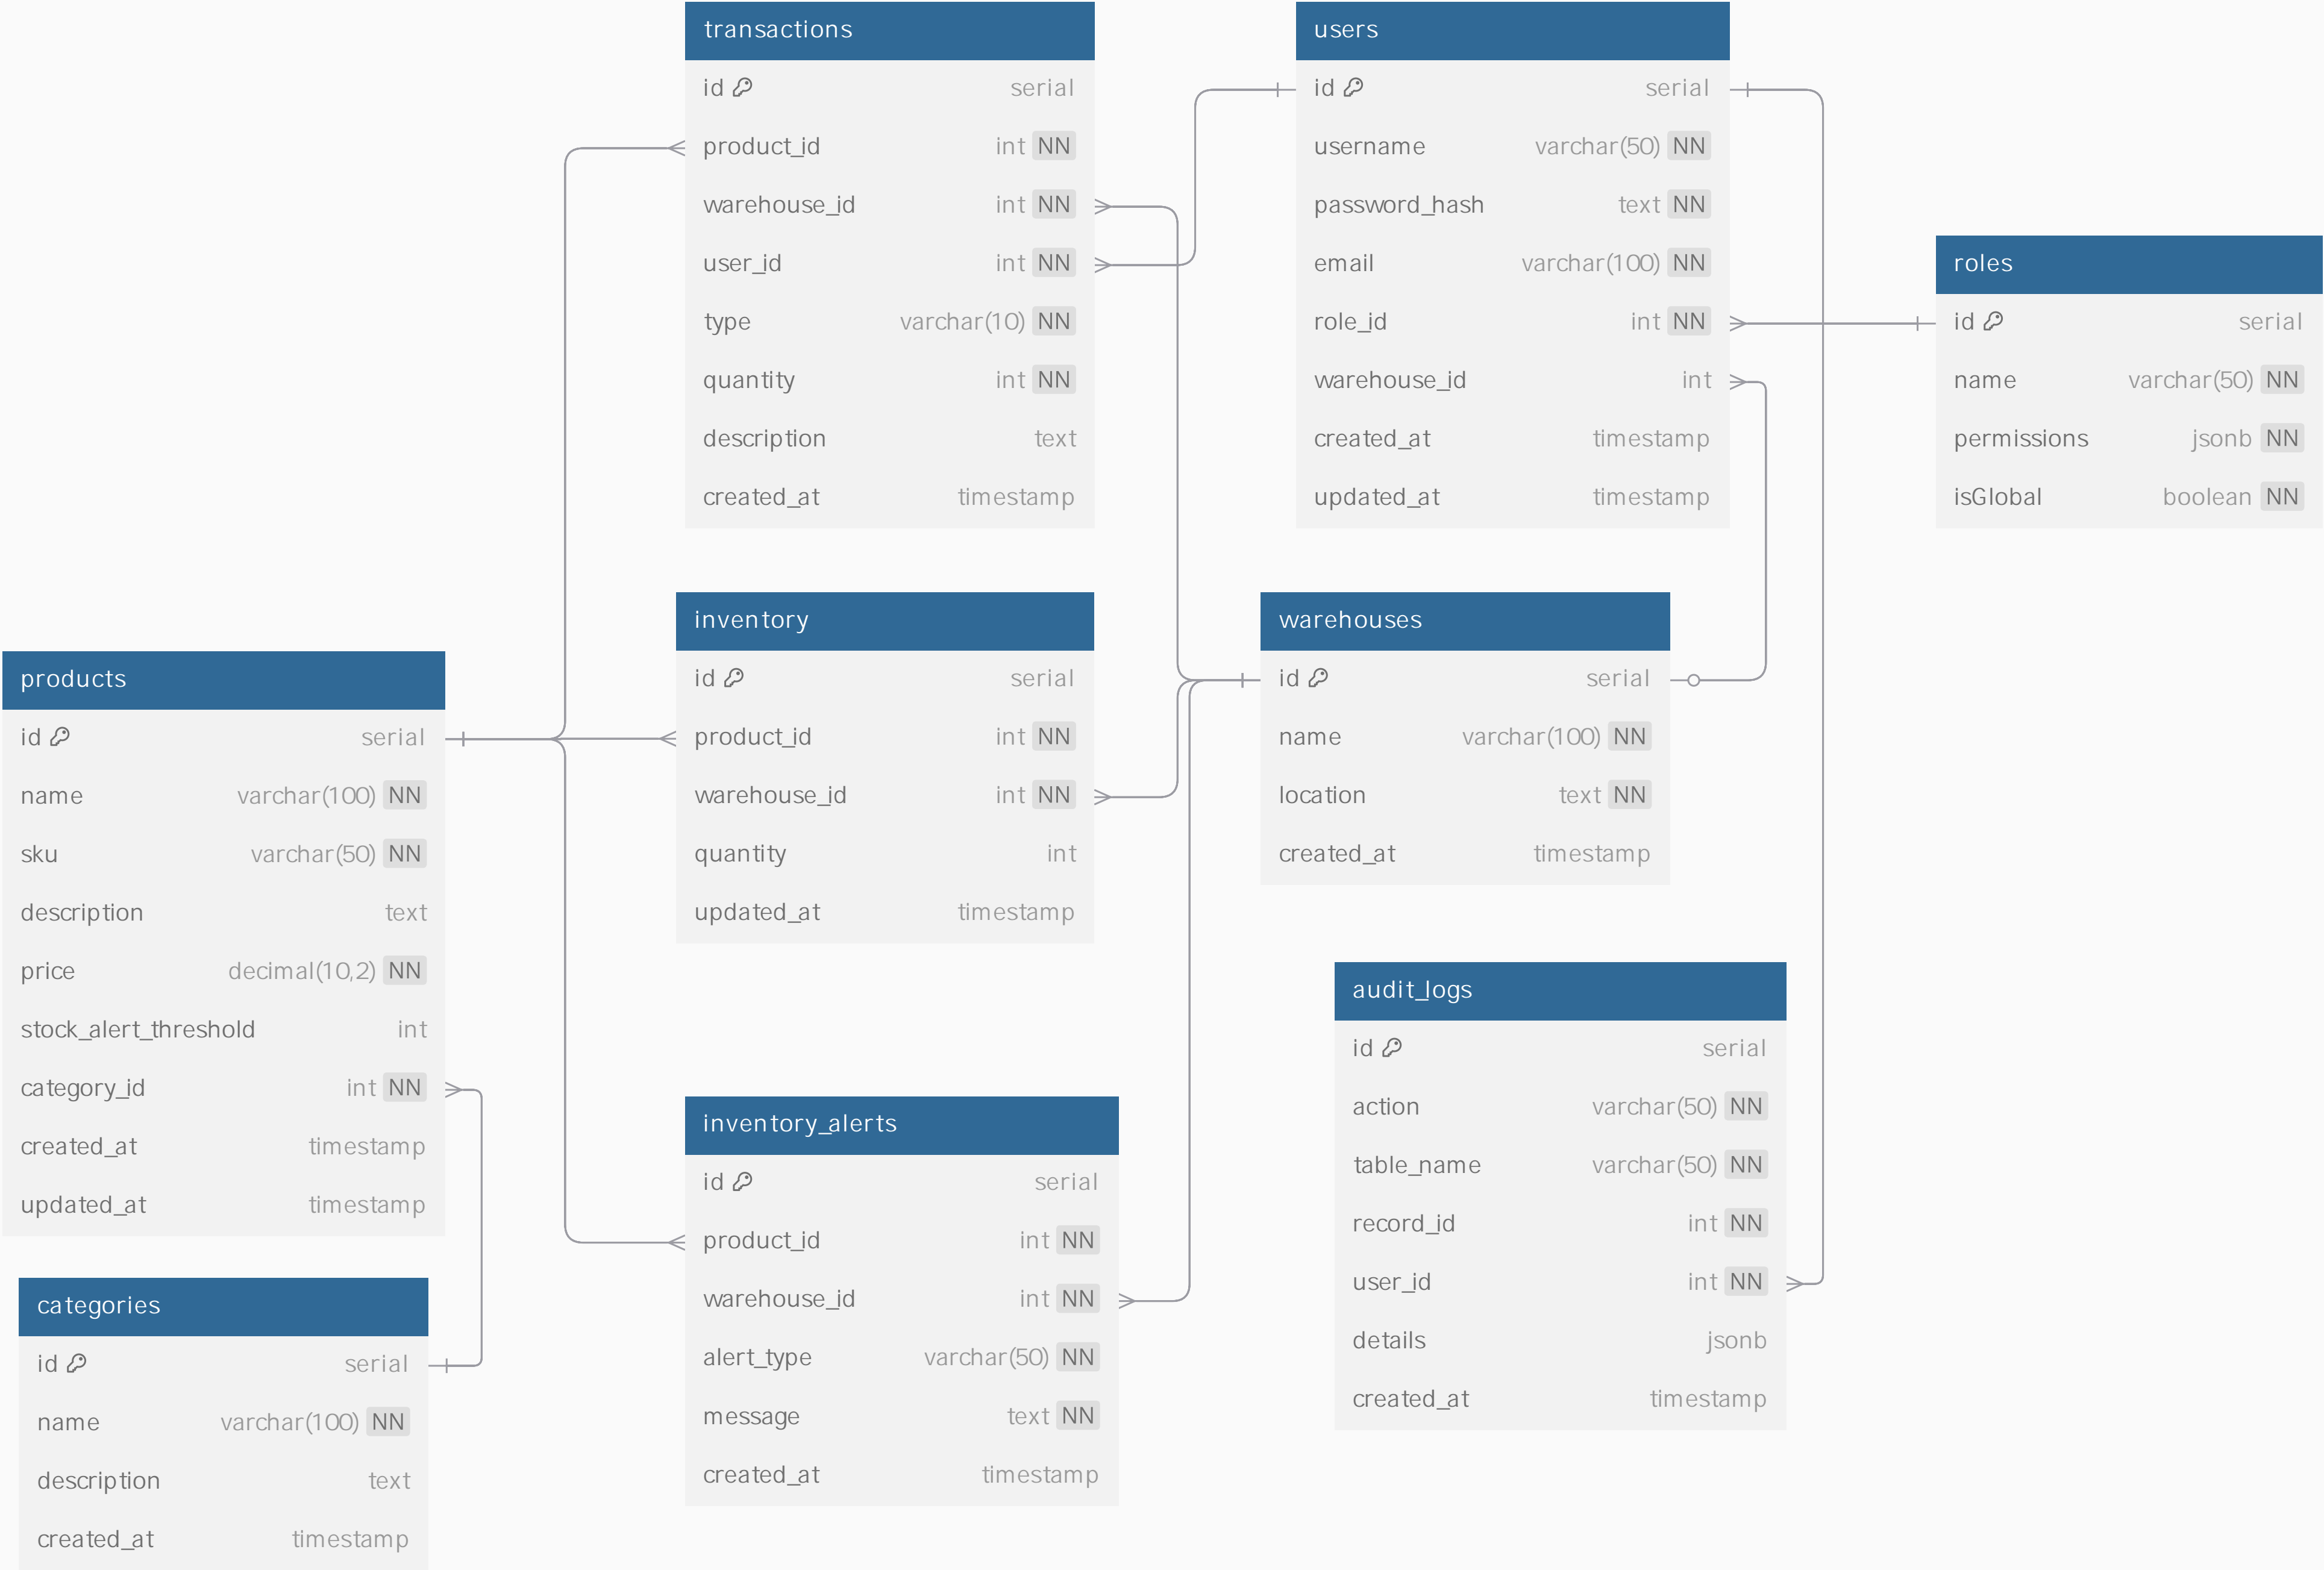 transactions
id serial
product_id int NN
warehouse_id int NN
user_id int NN
type varchar(10) NN
quantity int NN
description text
created_at timestamp
users
id serial
username varchar(50) NN
password_hash text NN
email varchar(100) NN
role_id int NN
warehouse_id int
created_at timestamp
updated_at timestamp
roles
id serial
name varchar(50) NN
permissions jsonb NN
isGlobal boolean NN
products
id serial
name varchar(100) NN
sku varchar(50) NN
description text
price decimal(10,2) NN
stock_alert_threshold int
category_id int NN
created_at timestamp
updated_at timestamp
inventory
id serial
product_id int NN
warehouse_id int NN
quantity int
updated_at timestamp
warehouses
id serial
name varchar(100) NN
location text NN
created_at timestamp
audit_logs
id serial
action varchar(50) NN
table_name varchar(50) NN
record_id int NN
user_id int NN
details jsonb
created_at timestamp
inventory_alerts
id serial
product_id int NN
warehouse_id int NN
alert_type varchar(50) NN
message text NN
created_at timestamp
categories
id serial
name varchar(100) NN
description text
created_at timestamp